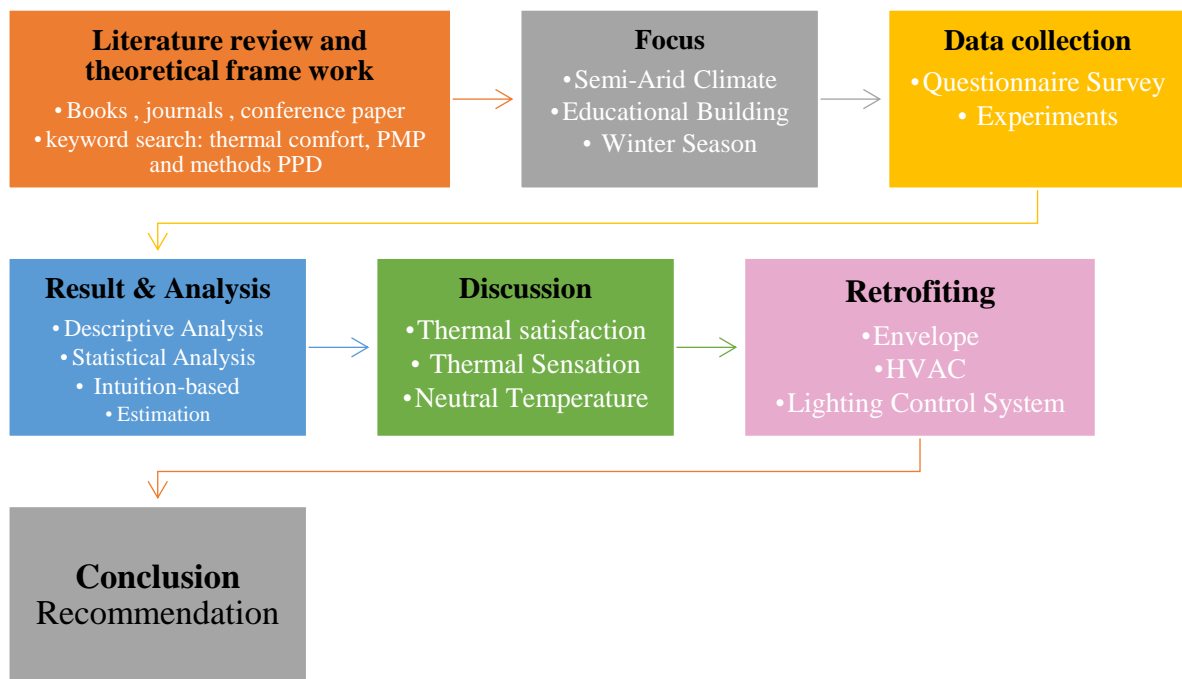 Literature review and
theoretical frame work
• Books , journals , conference paper
• keyword search: thermal comfort, PMP
and methods PPD
Focus
• Semi-Arid Climate
• Educational Building
• Winter Season
Data collection
• Questionnaire Survey
• Experiments
Result & Analysis
• Descriptive Analysis
• Statistical Analysis
• Intuition-based
• Estimation
Discussion
• Thermal satisfaction
• Thermal Sensation
• Neutral Temperature
Retrofiting
• Envelope
• HVAC
• Lighting Control System
Conclusion
Recommendation